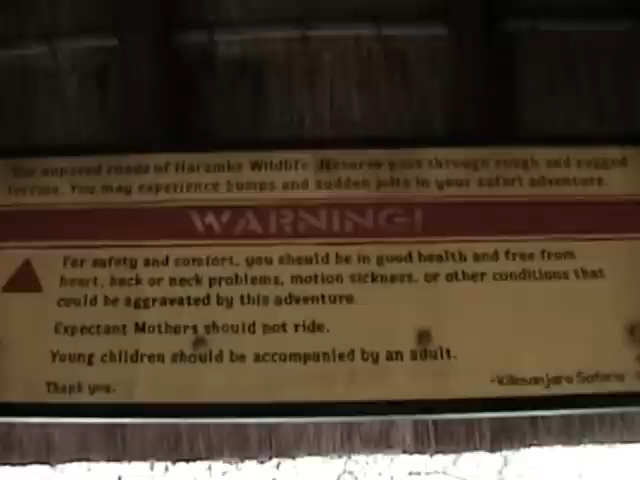 The unpaved roads of Harambe Wildlife Reserve pass through rough and rugged
terrain. You may experience bumps and sudden jolts in your safari adventure.
WARNING!
For safety and comfort, you should be in good health and free from
heart, back or neck problems, motion sickness, or other conditions that
could be aggravated by this adventure.
Expectant Mothers should not ride.
Young children should be accompanied by an adult.
Thank you.
-Kilimanjaro Safaris